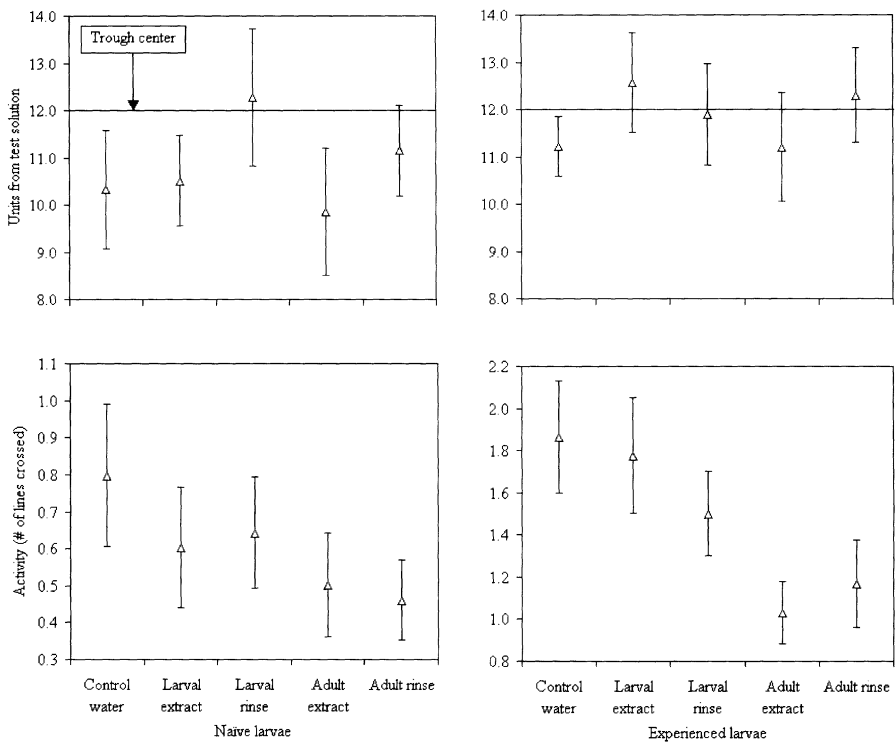 14.0
13.0
12.0
11.0
10.0
9.0
8.0
Units from test solution
Trough center
14.0
13.0
12.0
11.0
10.0
9.0
8.0
1.1
1.0
0.9
0.8
0.7
0.6
0.5
0.4
0.3
Activity (# of lines crossed)
Control water
Larval extract
Larval rinse
Adult extract
Adult rinse
Naïve larvae
2.2
2.0
1.8
1.6
1.4
1.2
1.0
0.8
Control water
Larval extract
Larval rinse
Adult extract
Adult rinse
Experienced larvae